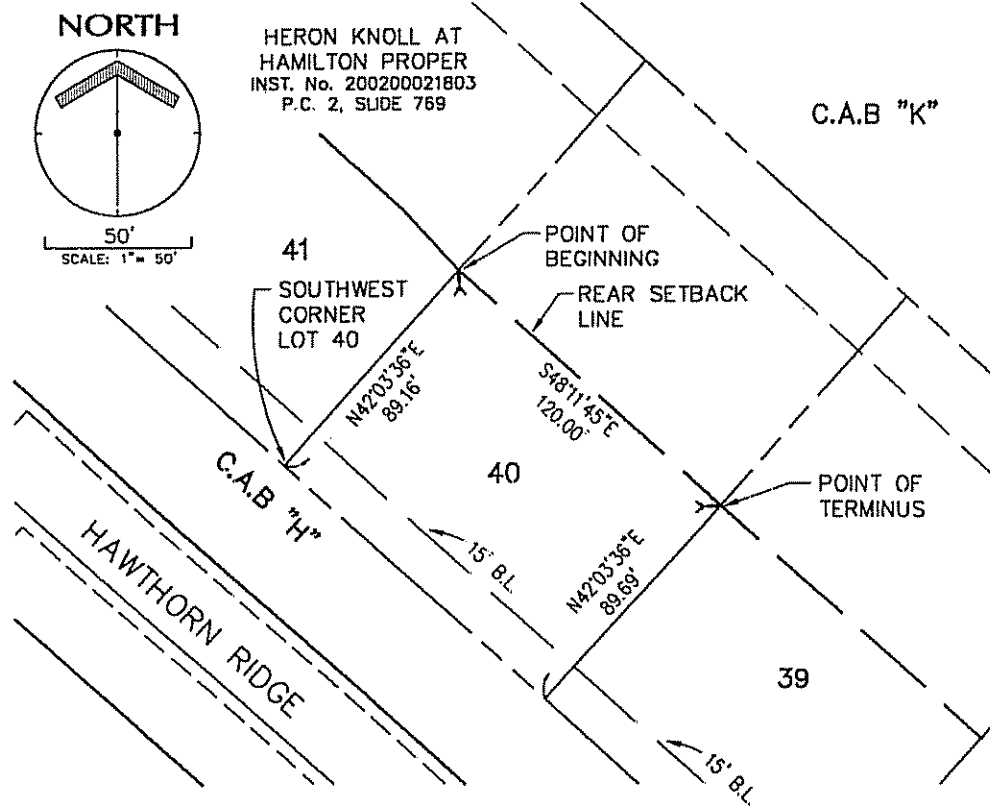 NORTH
50'
SCALE: 1"= 50'
HERON KNOLL AT
HAMILTON PROPER
INST. No. 200200021803
P.C. 2, SLIDE 769
C.A.B "K"
41
POINT OF
BEGINNING
SOUTHWEST
CORNER
LOT 40
REAR SETBACK
LINE
N42°03'36"E
89.16'
S48°11'45"E
120.00'
40
POINT OF
TERMINUS
C.A.B "H"
15' B.L.
N42°03'36"E
89.69'
HAWTHORN RIDGE
39
15' B.L.